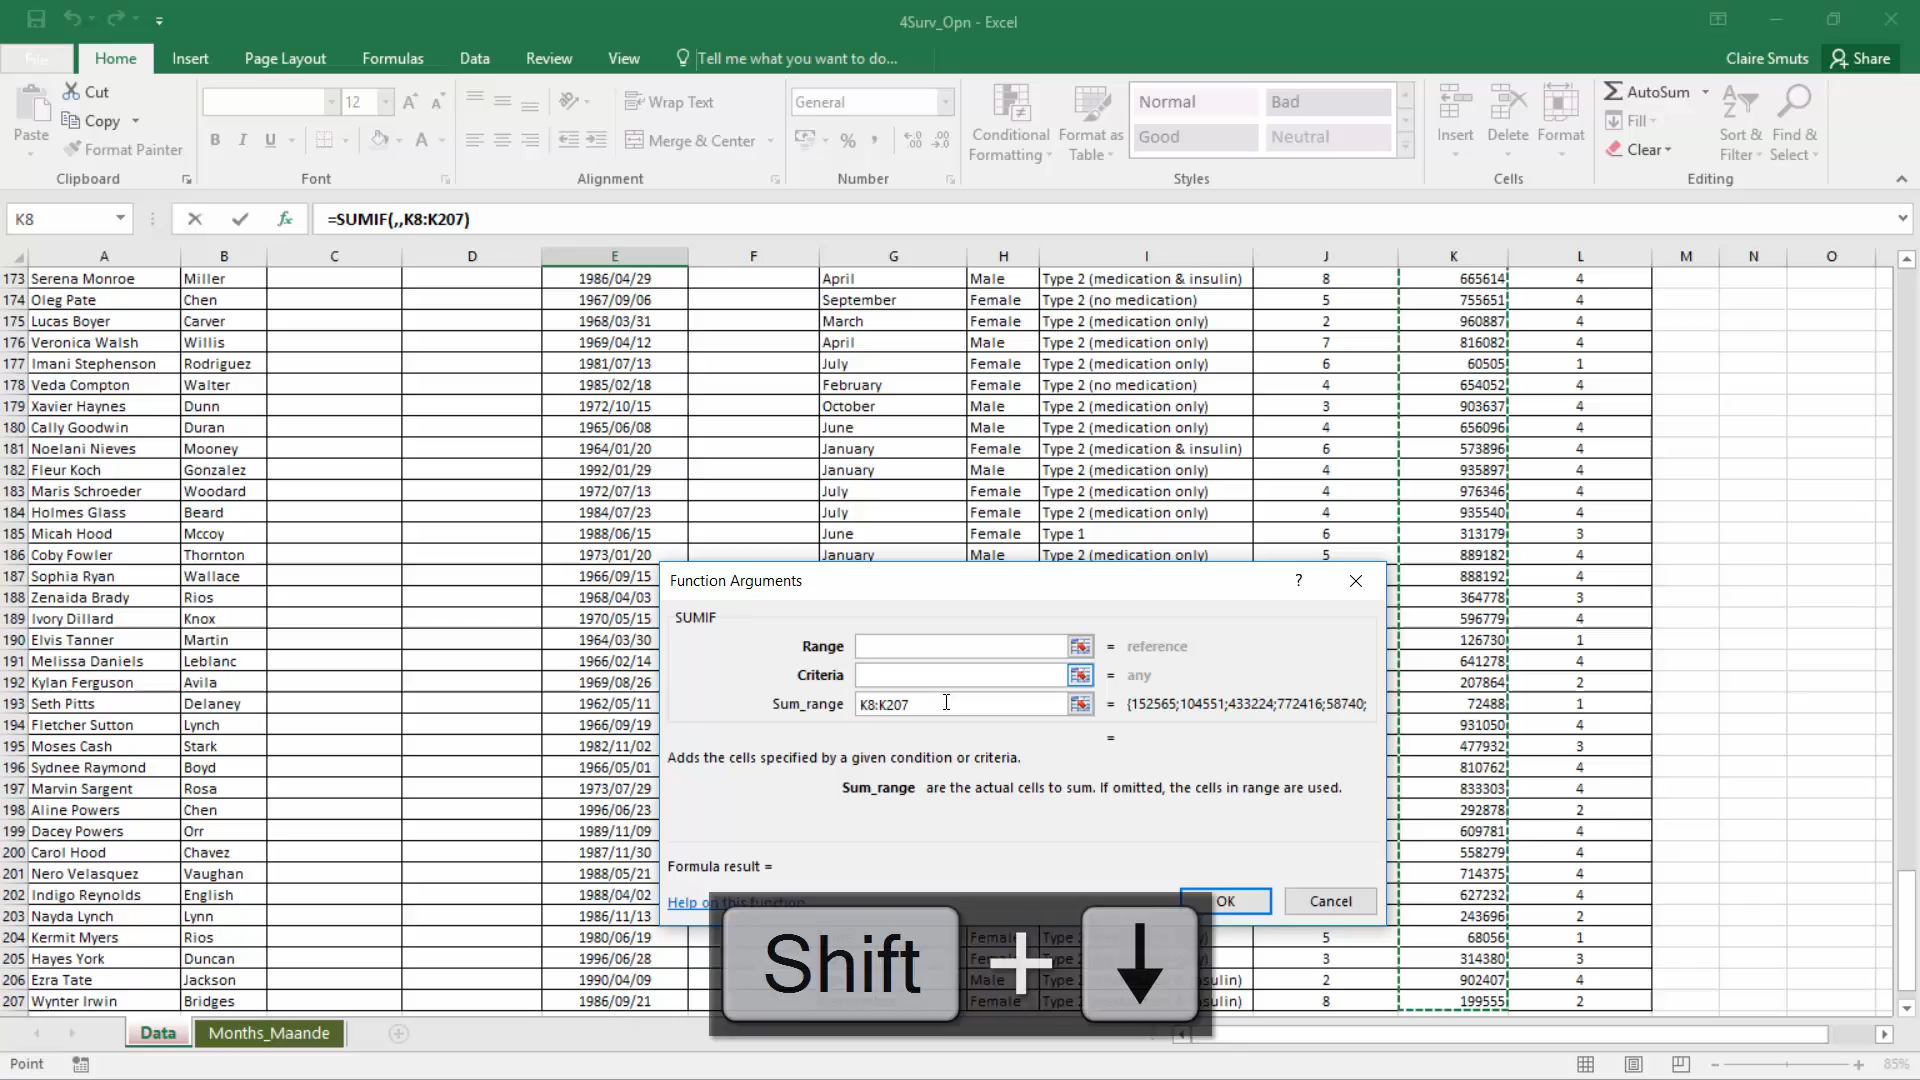 4Surv_Opn - Excel
File Home Insert Page Layout Formulas Data Review View Tell me what you want to do... Claire Smuts Share
Paste Cut Copy Format Painter Clipboard
12 B I U A Font
Wrap Text Merge & Center Alignment
General % Number
Conditional Formatting Format as Table Normal Bad Good Neutral Styles
Insert Delete Format Cells
AutoSum Fill Clear Sort & Filter Find & Select Editing
K8 fx =SUMIF(,,K8:K207)
A B C D E F G H I J K L M N O
173 Serena Monroe Miller 1986/04/29 April Male Type 2 (medication & insulin) 8 665614 4
174 Oleg Pate Chen 1967/09/06 September Female Type 2 (no medication) 5 755651 4
175 Lucas Boyer Carver 1968/03/31 March Female Type 2 (medication only) 2 960887 4
176 Veronica Walsh Willis 1969/04/12 April Male Type 2 (medication only) 7 816082 4
177 Imani Stephenson Rodriguez 1981/07/13 July Female Type 2 (medication only) 6 60505 1
178 Veda Compton Walter 1985/02/18 February Female Type 2 (no medication) 4 654052 4
179 Xavier Haynes Dunn 1972/10/15 October Male Type 2 (medication only) 3 903637 4
180 Cally Goodwin Duran 1965/06/08 June Male Type 2 (medication only) 4 656096 4
181 Noelani Nieves Mooney 1964/01/20 January Female Type 2 (medication & insulin) 6 573896 4
182 Fleur Koch Gonzalez 1992/01/29 January Male Type 2 (medication only) 4 935897 4
183 Maris Schroeder Woodard 1972/07/13 July Female Type 2 (medication only) 4 976346 4
184 Holmes Glass Beard 1984/07/23 July Female Type 2 (medication only) 4 935540 4
185 Micah Hood Mccoy 1988/06/15 June Female Type 1 6 313179 3
186 Coby Fowler Thornton 1973/01/20 January Male Type 2 (medication only) 5 889182 4
187 Sophia Ryan Wallace 1966/09/15 888192 4
188 Zenaida Brady Rios 1968/04/03 364778 3
189 Ivory Dillard Knox 1970/05/15 596779 4
190 Elvis Tanner Martin 1964/03/30 126730 1
191 Melissa Daniels Leblanc 1966/02/14 641278 4
192 Kylan Ferguson Avila 1969/08/26 207864 2
193 Seth Pitts Delaney 1962/05/11 72488 1
194 Fletcher Sutton Lynch 1966/09/19 931050 4
195 Moses Cash Stark 1982/11/02 477932 3
196 Sydnee Raymond Boyd 1966/05/01 810762 4
197 Marvin Sargent Rosa 1973/07/29 833303 4
198 Aline Powers Chen 1996/06/23 292878 2
199 Dacey Powers Orr 1989/11/09 609781 4
200 Carol Hood Chavez 1987/11/30 558279 4
201 Nero Velasquez Vaughan 1988/05/21 714375 4
202 Indigo Reynolds English 1988/04/02 627232 4
203 Nayda Lynch Lynn 1986/11/13 243696 2
204 Kermit Myers Rios 1980/06/19 Female Type 2 5 68056 1
205 Hayes York Duncan 1996/06/28 3 314380 3
206 Ezra Tate Jackson 1990/04/09 Male Type 2 sulin) 2 902407 4
207 Wynter Irwin Bridges 1986/09/21 Female Type 2 sulin) 8 199555 2
Function Arguments ?
SUMIF
Range = reference
Criteria = any
Sum_range K8:K207 = {152565;104551;433224;772416;58740;
=
Adds the cells specified by a given condition or criteria.
Sum_range are the actual cells to sum. If omitted, the cells in range are used.
Formula result =
Help on this function OK Cancel
Shift +
Data Months_Maande
Point 85%